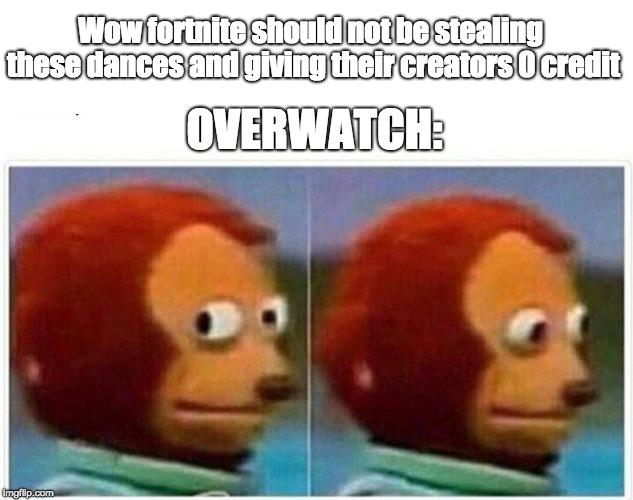 Wow fortnite should not be stealing
these dances and giving their creators 0 credit
OVERWATCH:
imgflip.com